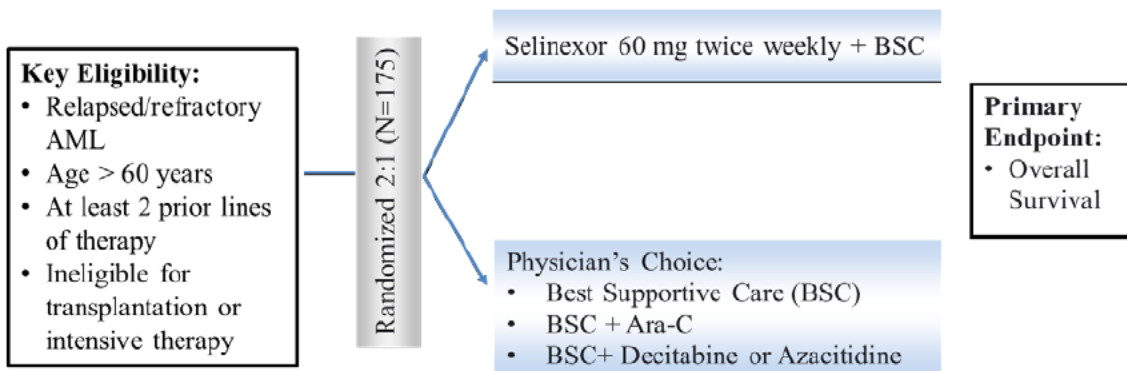 Key Eligibility:
• Relapsed/refractory
AML
• Age > 60 years
• At least 2 prior lines
of therapy
• Ineligible for
transplantation or
intensive therapy
Randomized 2:1 (N=175)
Selinexor 60 mg twice weekly + BSC
Physician's Choice:
• Best Supportive Care (BSC)
• BSC + Ara-C
• BSC+ Decitabine or Azacitidine
Primary
Endpoint:
• Overall
Survival